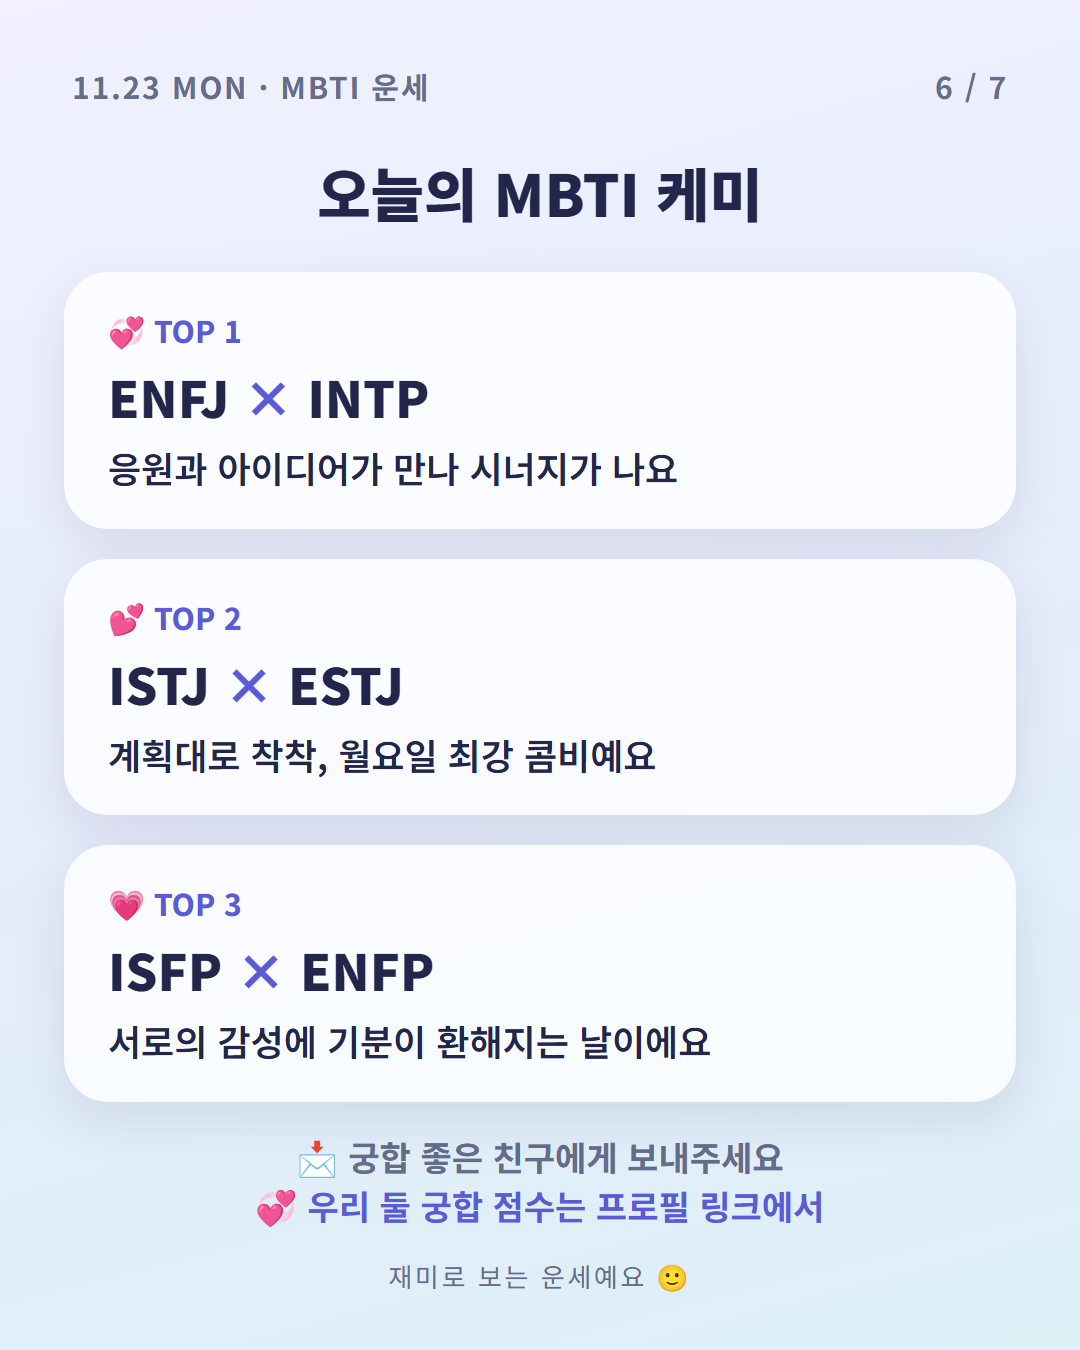 11.23 MON · MBTI 운세
6 / 7
오늘의 MBTI 케미
💞 TOP 1
ENFJ × INTP
응원과 아이디어가 만나 시너지가 나요
💕 TOP 2
ISTJ × ESTJ
계획대로 착착, 월요일 최강 콤비예요
💗 TOP 3
ISFP × ENFP
서로의 감성에 기분이 환해지는 날이에요
📩 궁합 좋은 친구에게 보내주세요
💞 우리 둘 궁합 점수는 프로필 링크에서
재미로 보는 운세예요 🙂